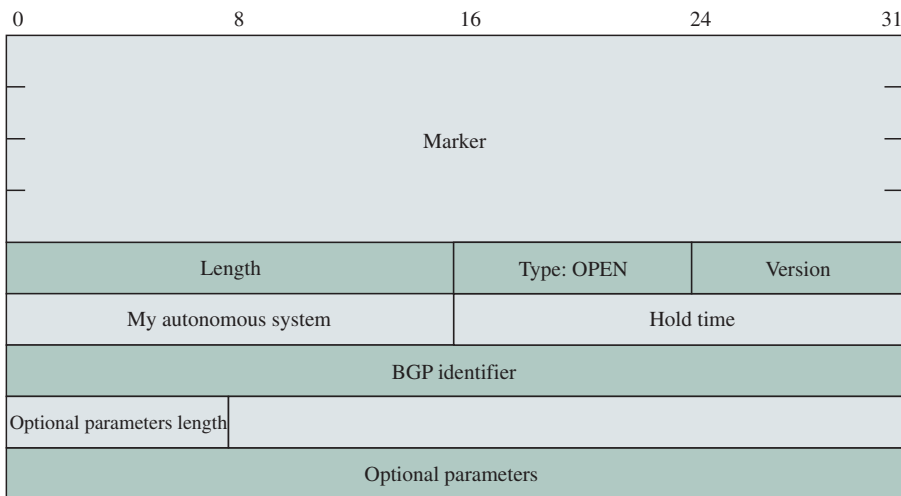 0 8 16 24 31
Marker
Length Type: OPEN Version
My autonomous system Hold time
BGP identifier
Optional parameters length
Optional parameters